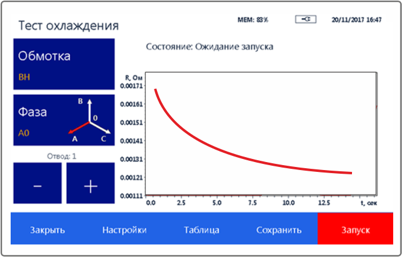 Тест охлаждения
МЕМ: 83%
20/11/2017 16:47
Состояние: Ожидание запуска
Обмотка
ВН
Фаза
A0
B
0
A
C
Отвод: 1
-
+
R, Ом
0.00171
0.00161
0.00151
0.00141
0.00131
0.00121
0.00111
0.0
2.5
5.0
7.5
10.0
12.5
t, сек
Закрыть
Настройки
Таблица
Сохранить
Запуск